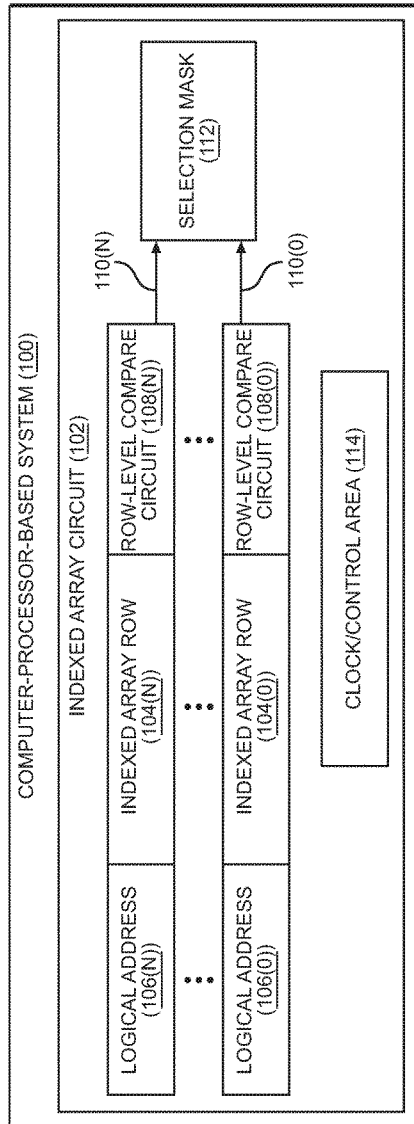 COMPUTER-PROCESSOR-BASED SYSTEM (100)
INDEXED ARRAY CIRCUIT (102)
LOGICAL ADDRESS
(106(N))
INDEXED ARRAY ROW
(104(N))
ROW-LEVEL COMPARE
CIRCUIT (108(N))
110(N)
SELECTION MASK
(112)
LOGICAL ADDRESS
(106(0))
INDEXED ARRAY ROW
(104(0))
ROW-LEVEL COMPARE
CIRCUIT (108(0))
110(0)
CLOCK/CONTROL AREA (114)